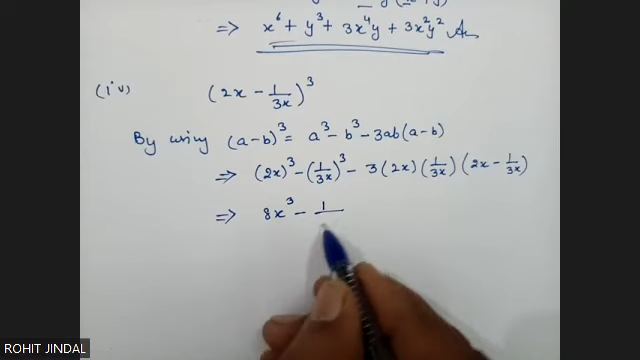 => x⁶ + y³ + 3x⁴y + 3x²y² Ans
(iv) (2x - 1/3x)³
By using (a-b)³ = a³ - b³ - 3ab(a-b)
=> (2x)³ - (1/3x)³ - 3(2x)(1/3x)(2x - 1/3x)
=> 8x³ - 1/
ROHIT JINDAL